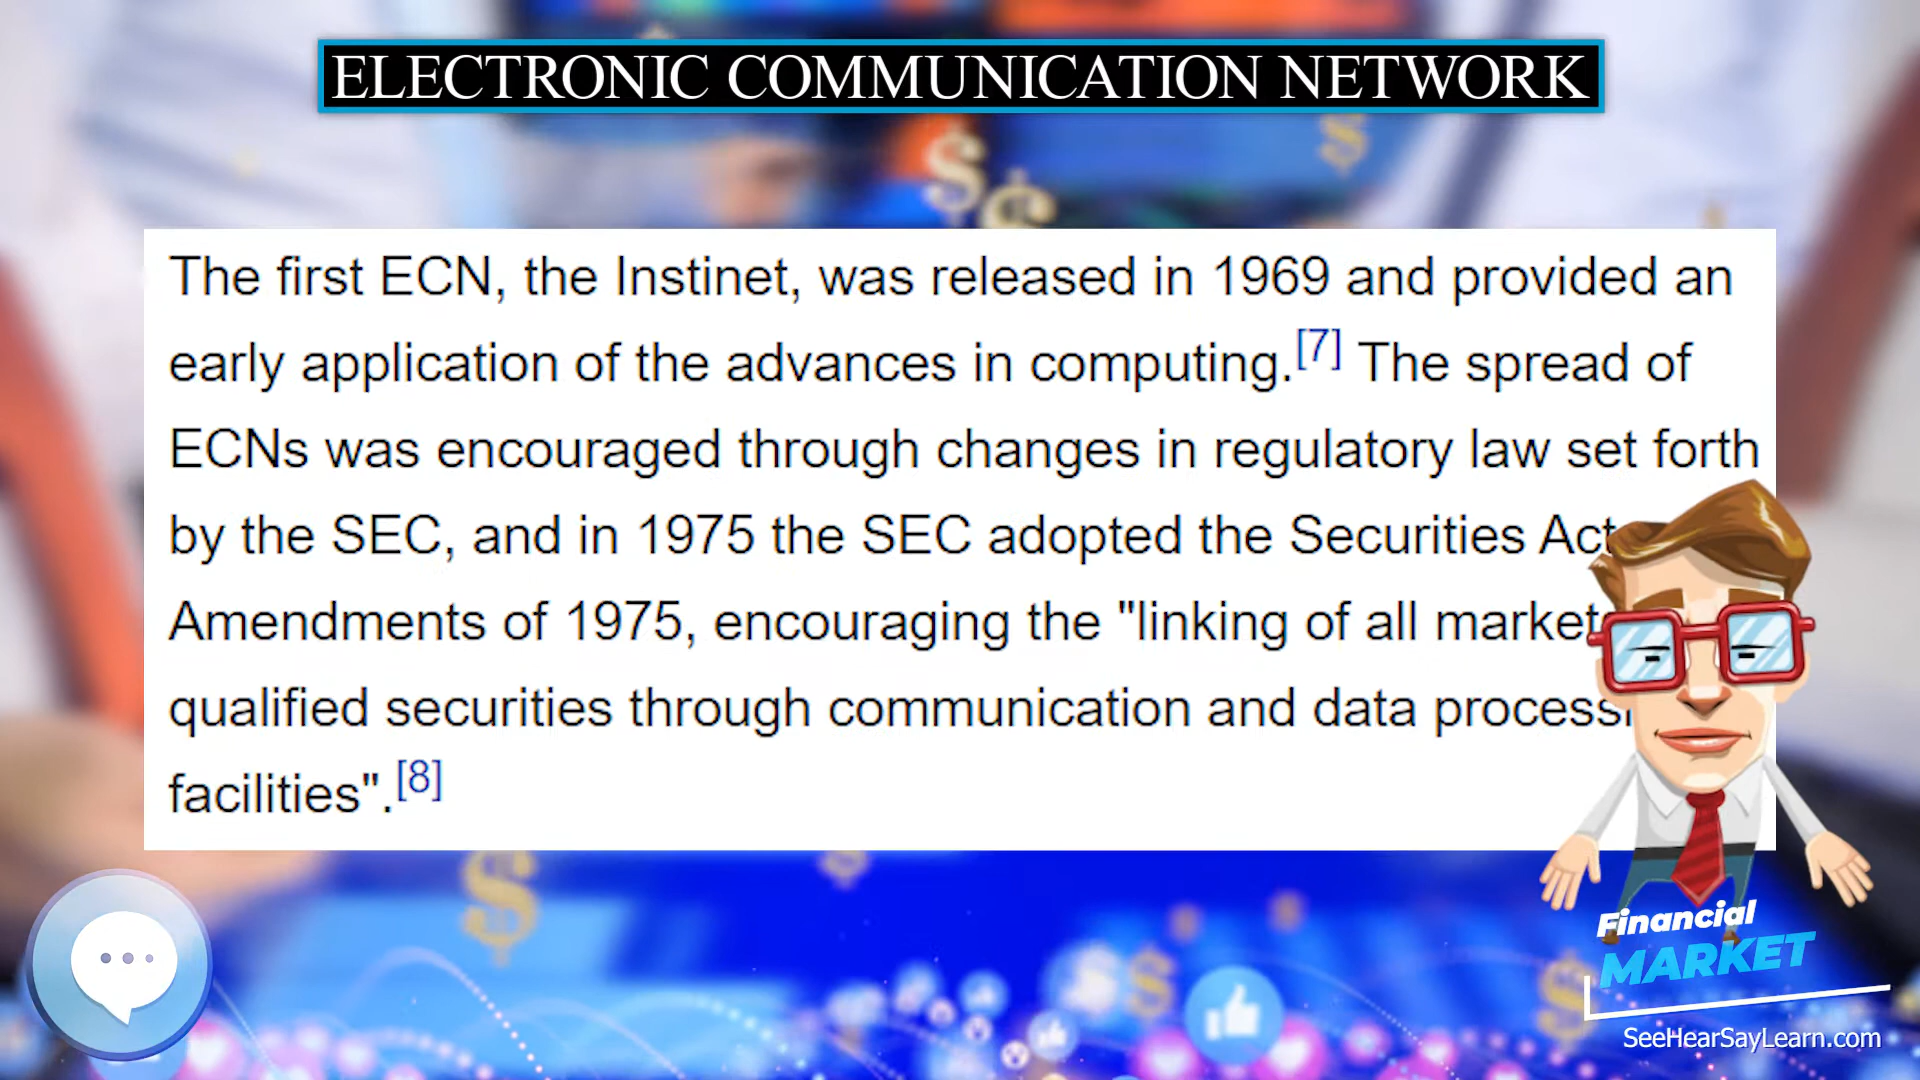 ELECTRONIC COMMUNICATION NETWORK
The first ECN, the Instinet, was released in 1969 and provided an
early application of the advances in computing.[7] The spread of
ECNs was encouraged through changes in regulatory law set forth
by the SEC, and in 1975 the SEC adopted the Securities Act
Amendments of 1975, encouraging the "linking of all market
qualified securities through communication and data
facilities".[8]
Financial
MARKET
SeeHearSayLearn.com